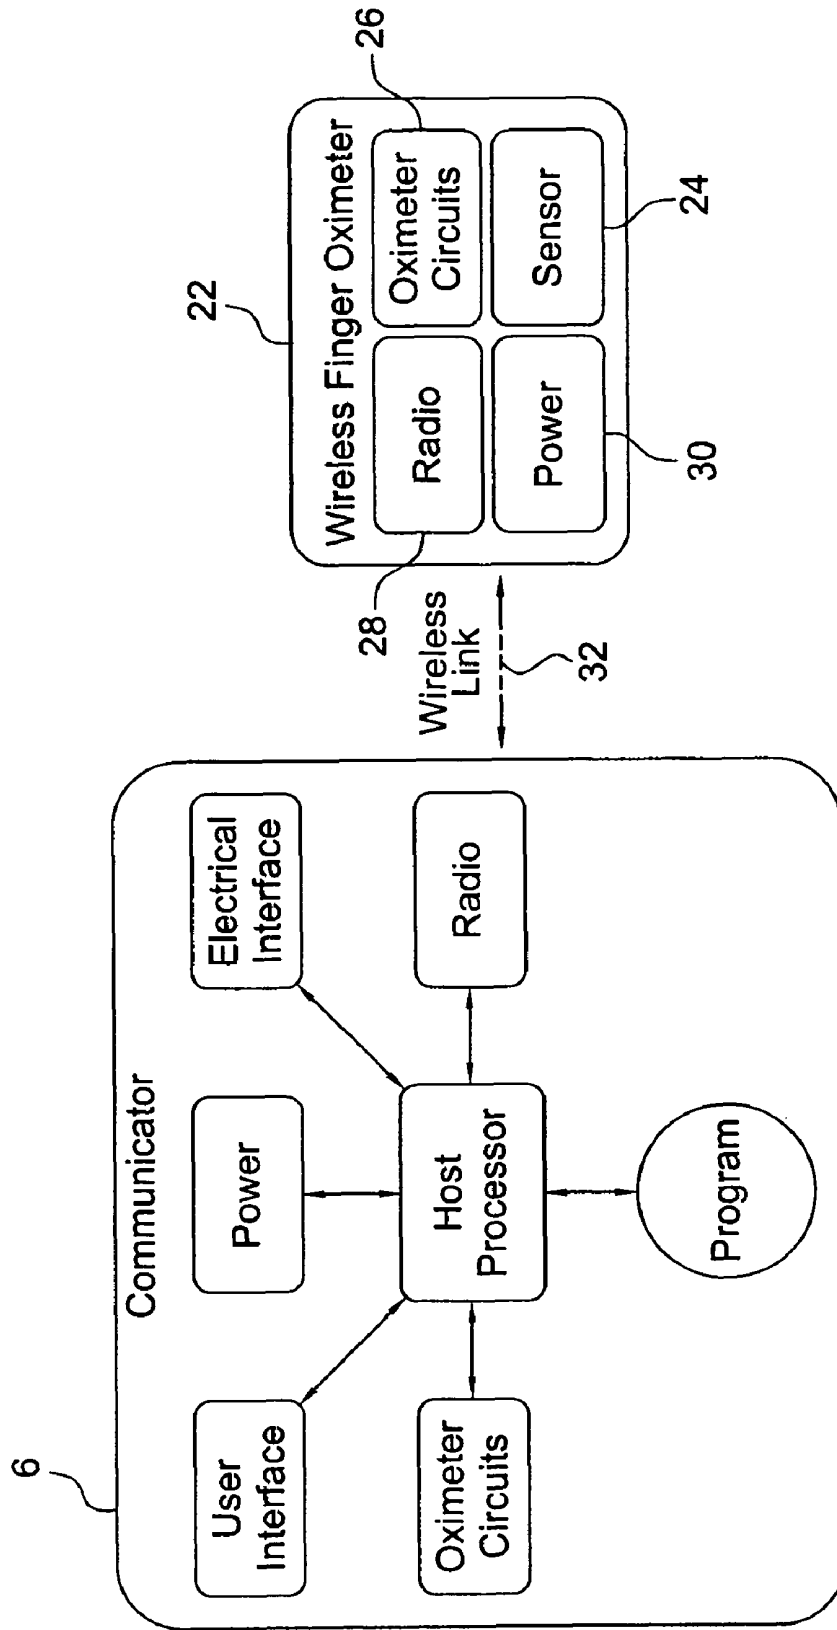 6
Communicator
User
Interface
Power
Electrical
Interface
Oximeter
Circuits
Host
Processor
Radio
Program
Wireless
Link
32
22
Wireless Finger Oximeter
28
Radio
Oximeter
Circuits
26
Power
30
Sensor
24